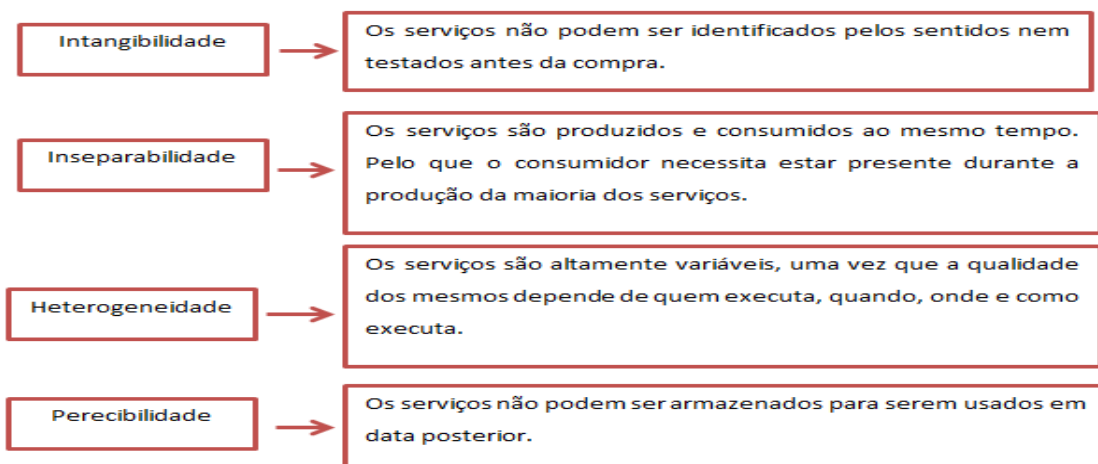 Intangibilidade
Os serviços não podem ser identificados pelos sentidos nem
testados antes da compra.
Inseparabilidade
Os serviços são produzidos e consumidos ao mesmo tempo.
Pelo que o consumidor necessita estar presente durante a
produção da maioria dos serviços.
Heterogeneidade
Os serviços são altamente variáveis, uma vez que a qualidade
dos mesmos depende de quem executa, quando, onde e como
executa.
Perecibilidade
Os serviços não podem ser armazenados para serem usados em
data posterior.